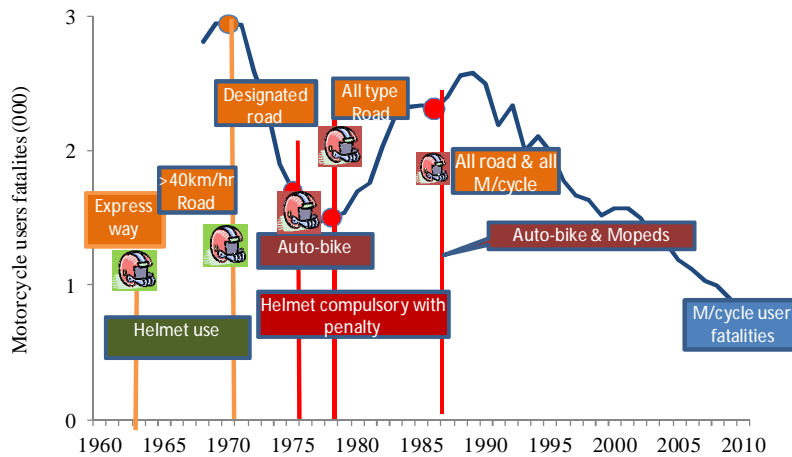 Motorcycle users fatalites (000)
3
2
1
0
Designated
road
All type
Road
>40km/hr
Road
Express
way
All road & all
M/cycle
Auto-bike
Auto-bike & Mopeds
Helmet use
Helmet compulsory with
penalty
M/cycle user
fatalities
1960 1965 1970 1975 1980 1985 1990 1995 2000 2005 2010